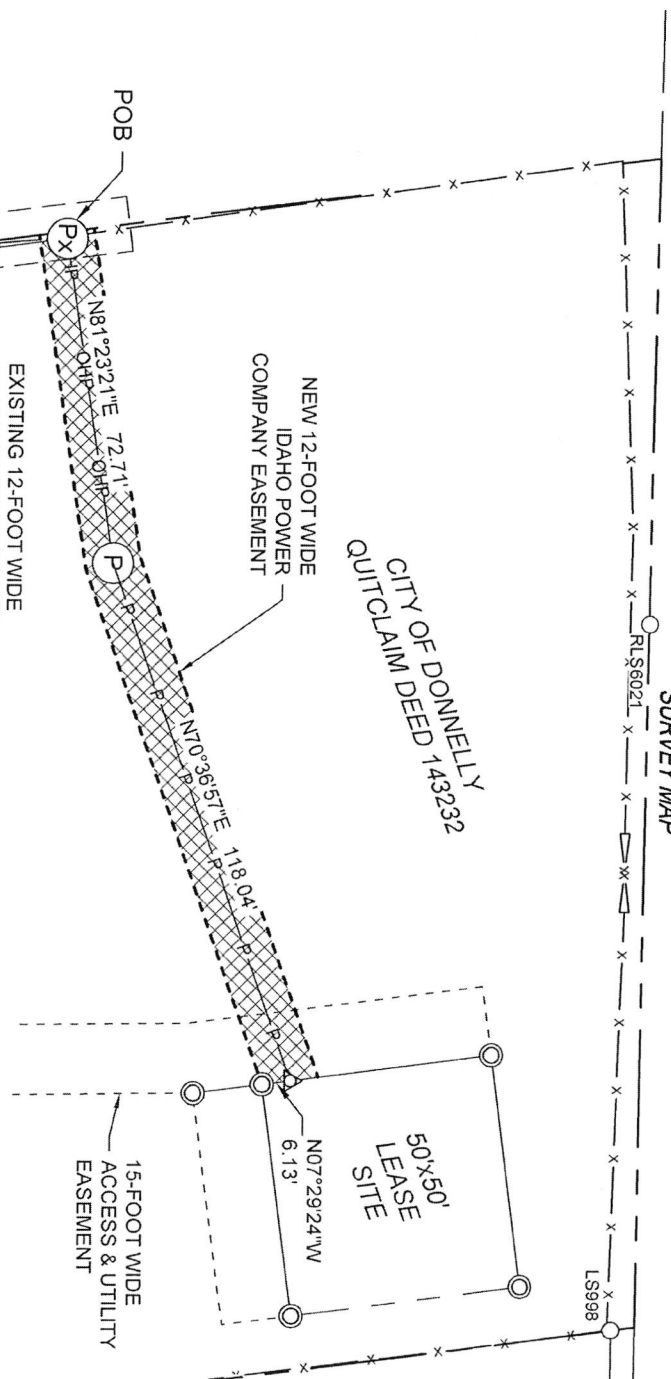 SURVEY MAP
RLS6021
LS998
CITY OF DONNELLY
QUITCLAIM DEED 143232
NEW 12-FOOT WIDE
IDAHO POWER
COMPANY EASEMENT
POB
Px
N81°23'21"E 72.71'
OHP
OHP
P
P
P
N70°36'57"E 118.04'
P
P
P
P
50'x50'
LEASE
SITE
N07°29'24"W
6.13'
15-FOOT WIDE
ACCESS & UTILITY
EASEMENT
EXISTING 12-FOOT WIDE